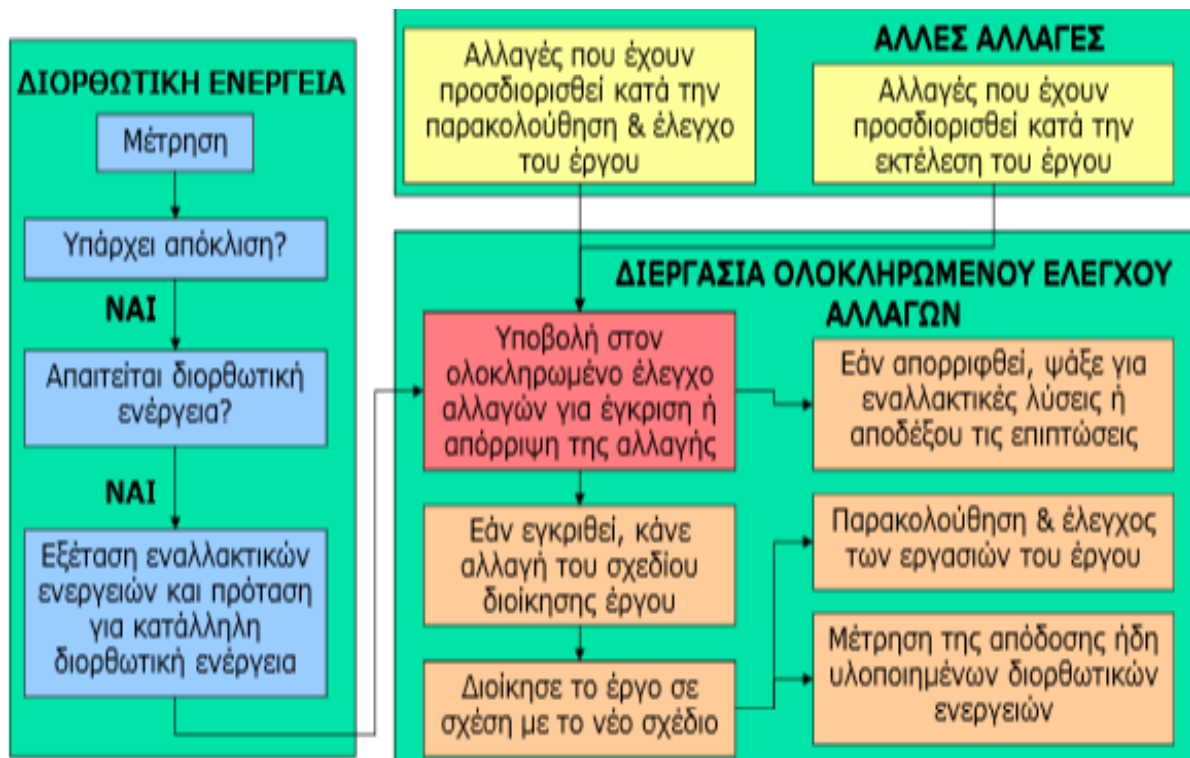 ΔΙΟΡΘΩΤΙΚΗ ΕΝΕΡΓΕΙΑ
Μέτρηση
Υπάρχει απόκλιση?
ΝΑΙ
Απαιτείται διορθωτική
ενέργεια?
ΝΑΙ
Εξέταση εναλλακτικών
ενεργειών και πρόταση
για κατάλληλη
διορθωτική ενέργεια
Αλλαγές που έχουν
προσδιορισθεί κατά την
παρακολούθηση & έλεγχο
του έργου
ΑΛΛΕΣ ΑΛΛΑΓΕΣ
Αλλαγές που έχουν
προσδιορισθεί κατά την
εκτέλεση του έργου
ΔΙΕΡΓΑΣΙΑ ΟΛΟΚΛΗΡΩΜΕΝΟΥ ΕΛΕΓΧΟΥ
ΑΛΛΑΓΩΝ
Υποβολή στον
ολοκληρωμένο έλεγχο
αλλαγών για έγκριση ή
απόρριψη της αλλαγής
Εάν απορριφθεί, ψάξε για
εναλλακτικές λύσεις ή
αποδέξου τις επιπτώσεις
Εάν εγκριθεί, κάνε
αλλαγή του σχεδίου
διοίκησης έργου
Παρακολούθηση & έλεγχος
των εργασιών του έργου
Διοίκησε το έργο σε
σχέση με το νέο σχέδιο
Μέτρηση της απόδοσης ήδη
υλοποιημένων διορθωτικών
ενεργειών